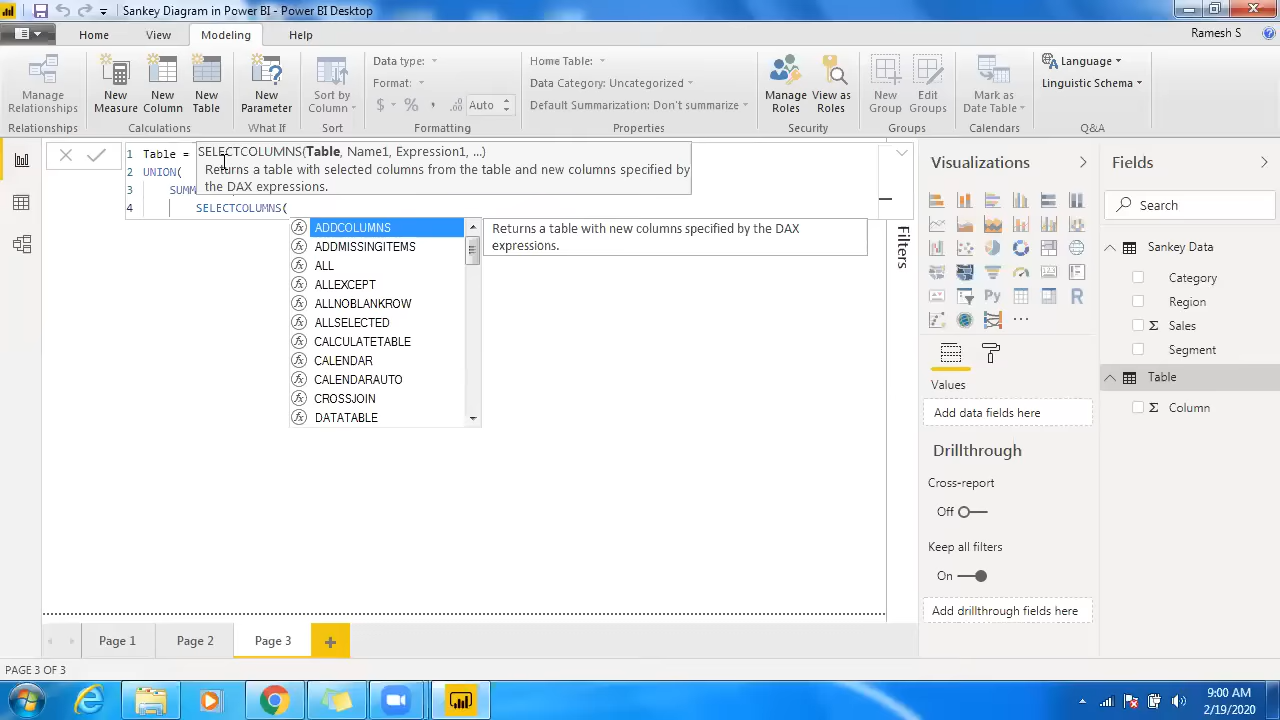 Sankey Diagram in Power BI - Power BI Desktop
Home View Modeling Help Ramesh S
Manage Relationships
New Measure
New Column
New Table
New Parameter
Sort by Column
Data type:
Format:
$ % , .00 Auto
Home Table:
Data Category: Uncategorized
Default Summarization: Don't summarize
Manage Roles
View as Roles
New Group
Edit Groups
Mark as Date Table
Language
Linguistic Schema
Relationships Calculations What If Sort Formatting Properties Security Groups Calendars Q&A
1 Table =
2 UNION(
3 SUMM
4 SELECTCOLUMNS(
SELECTCOLUMNS(Table, Name1, Expression1, ...)
Returns a table with selected columns from the table and new columns specified by
the DAX expressions.
ADDCOLUMNS
ADDMISSINGITEMS
ALL
ALLEXCEPT
ALLNOBLANKROW
ALLSELECTED
CALCULATETABLE
CALENDAR
CALENDARAUTO
CROSSJOIN
DATATABLE
Returns a table with new columns specified by the DAX
expressions.
Filters
Visualizations
Py
R
Values
Add data fields here
Drillthrough
Cross-report
Off
Keep all filters
On
Add drillthrough fields here
Fields
Search
Sankey Data
Category
Region
Σ Sales
Segment
Table
Σ Column
Page 1 Page 2 Page 3 +
PAGE 3 OF 3
9:00 AM
2/19/2020